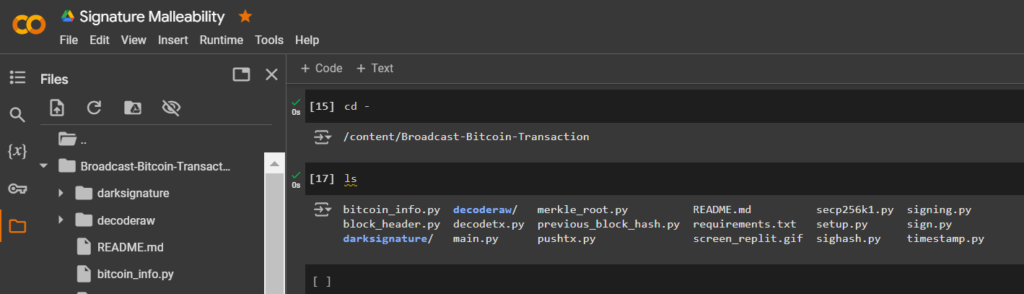 Signature Malleability
File Edit View Insert Runtime Tools Help
Files
+ Code + Text
..
Broadcast-Bitcoin-Transact...
darksignature
decoderaw
README.md
bitcoin_info.py
{x}
0s [15] cd -
/content/Broadcast-Bitcoin-Transaction
0s [17] ls
bitcoin_info.py decoderaw/ merkle_root.py README.md secp256k1.py signing.py
block_header.py decodetx.py previous_block_hash.py requirements.txt setup.py sign.py
darksignature/ main.py pushtx.py screen_replit.gif sighash.py timestamp.py
[ ]